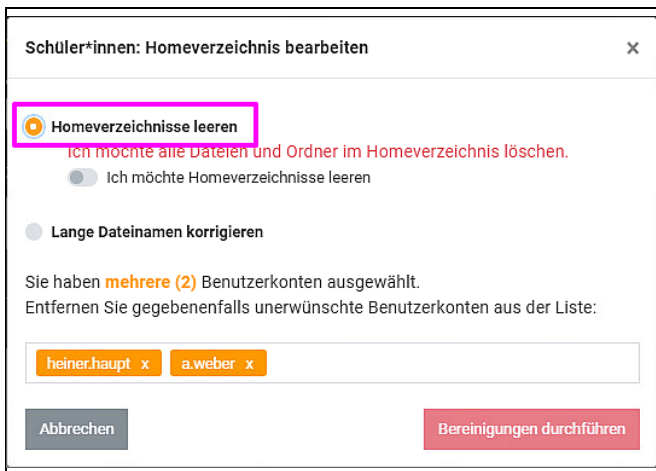 Schüler*innen: Homeverzeichnis bearbeiten ×
Homeverzeichnisse leeren
Ich möchte alle Dateien und Ordner im Homeverzeichnis löschen.
Ich möchte Homeverzeichnisse leeren
Lange Dateinamen korrigieren
Sie haben mehrere (2) Benutzerkonten ausgewählt.
Entfernen Sie gegebenenfalls unerwünschte Benutzerkonten aus der Liste:
heiner.haupt x a.weber x
Abbrechen Bereinigungen durchführen